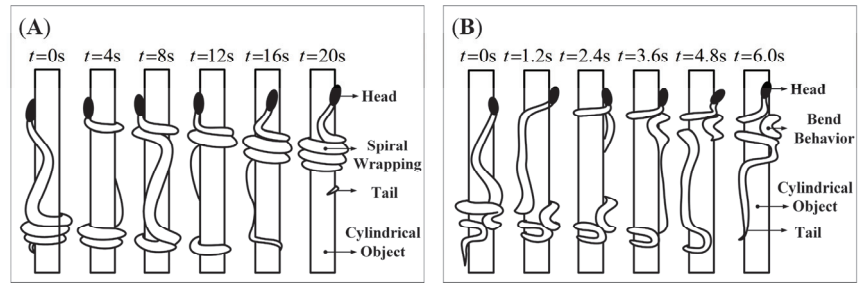 (A)
t=0s t=4s t=8s t=12s t=16s t=20s
Head
Spiral
Wrapping
Tail
Cylindrical
Object
(B)
t=0s t=1.2s t=2.4s t=3.6s t=4.8s t=6.0s
Head
Bend
Behavior
Cylindrical
Object
Tail